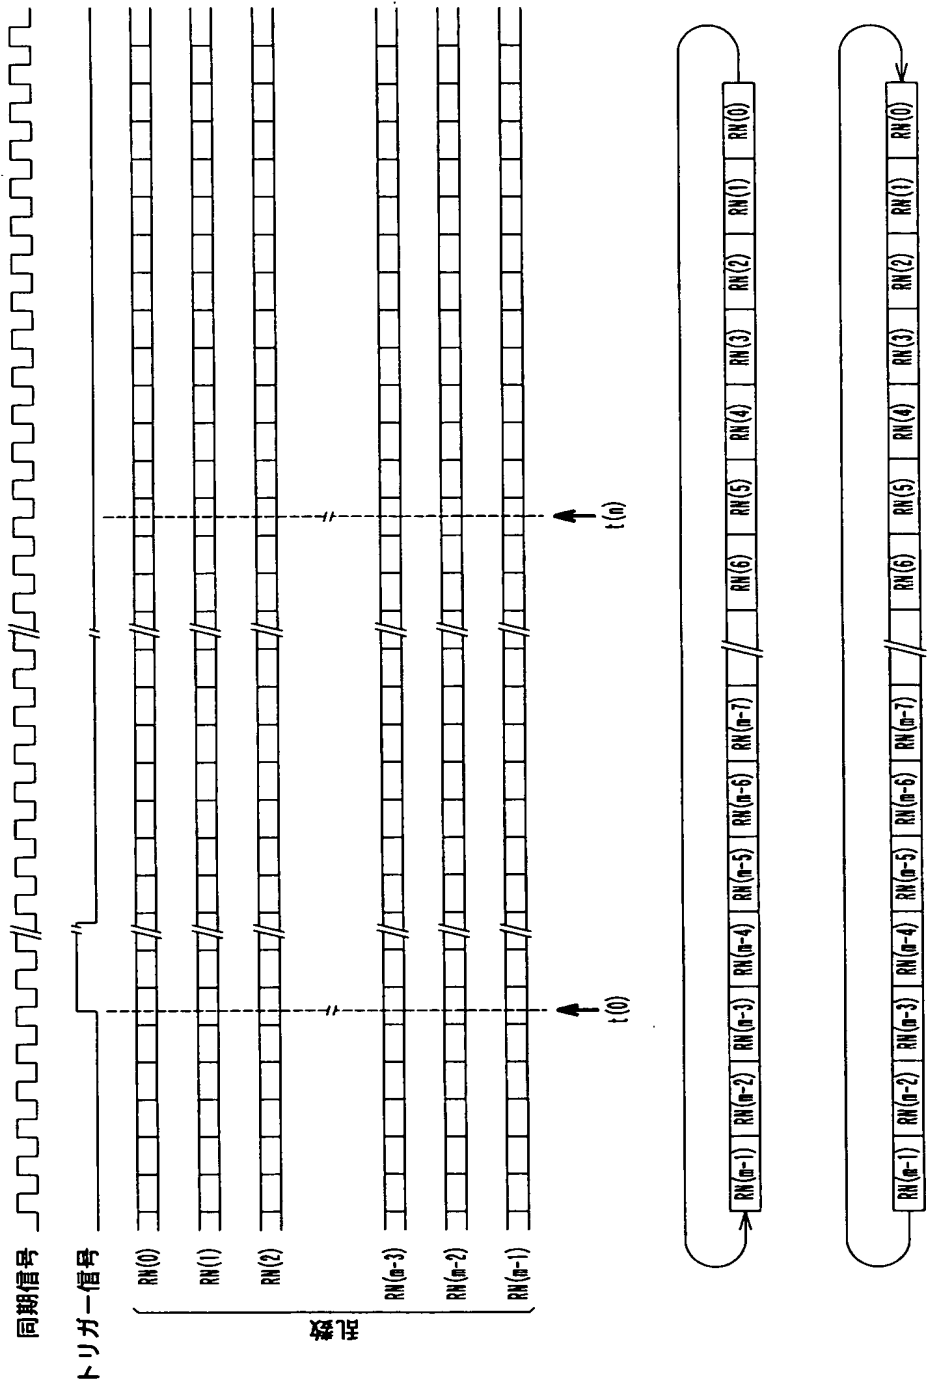 同期信号
トリガー信号
乱数
RN(0)
RN(1)
RN(2)
RN(m-3)
RN(m-2)
RN(m-1)
t(0)
t(n)
RN(m-1) RN(m-2) RN(m-3) RN(m-4) RN(m-5) RN(m-6) RN(m-7) RN(6) RN(5) RN(4) RN(3) RN(2) RN(1) RN(0)
RN(m-1) RN(m-2) RN(m-3) RN(m-4) RN(m-5) RN(m-6) RN(m-7) RN(6) RN(5) RN(4) RN(3) RN(2) RN(1) RN(0)